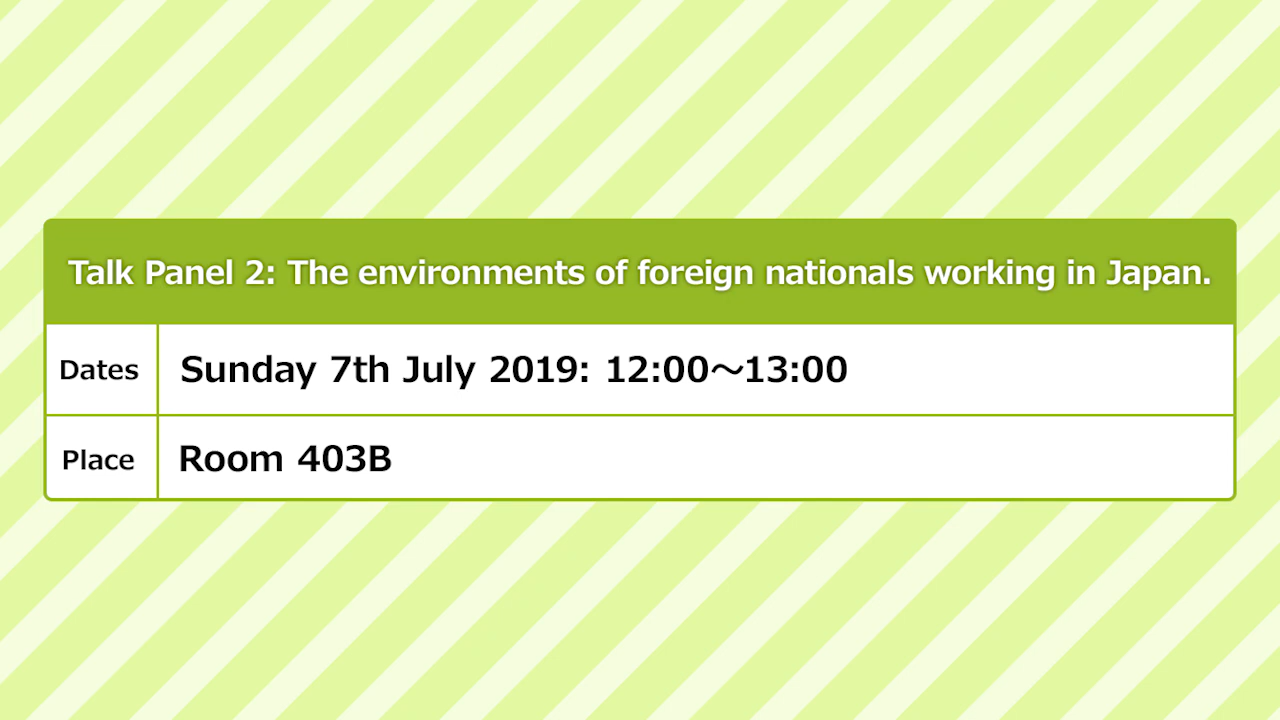 Talk Panel 2: The environments of foreign nationals working in Japan.
Dates Sunday 7th July 2019: 12:00〜13:00
Place Room 403B